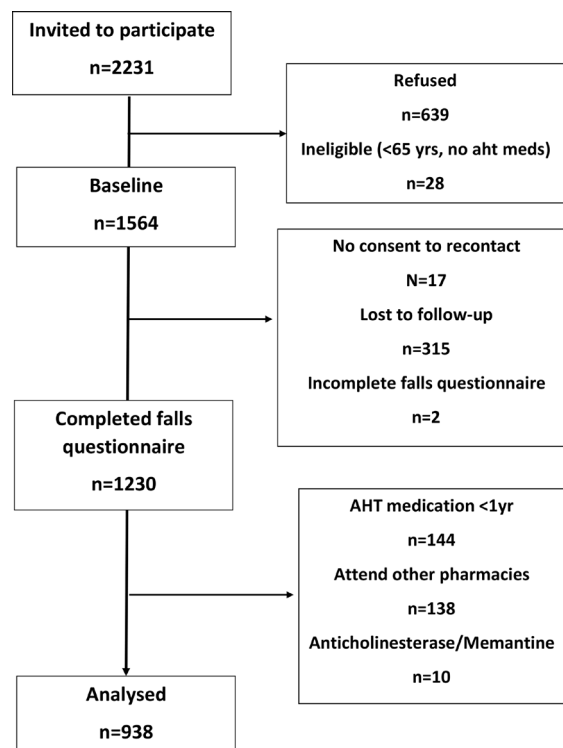 Invited to participate
n=2231
Refused
n=639
Ineligible (<65 yrs, no aht meds)
n=28
Baseline
n=1564
No consent to recontact
N=17
Lost to follow-up
n=315
Incomplete falls questionnaire
n=2
Completed falls
questionnaire
n=1230
AHT medication <1yr
n=144
Attend other pharmacies
n=138
Anticholinesterase/Memantine
n=10
Analysed
n=938